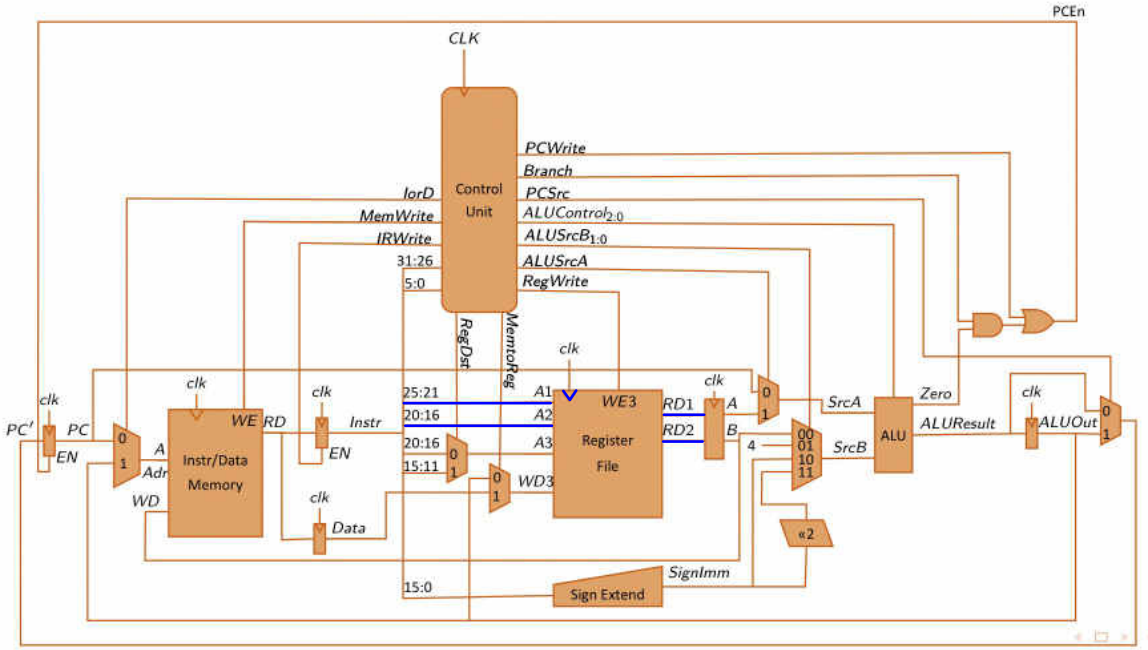 PCEn
CLK
PCWrite
Branch
Control
Unit
IorD
PCSrc
MemWrite
ALUControl2:0
IRWrite
ALUSrcB1:0
31:26
ALUSrcA
5:0
RegWrite
RegDst
MemtoReg
clk
clk
clk
clk
clk
clk
25:21
A1
WE3
RD1
A
0
1
SrcA
Zero
PC'
PC
EN
0
1
A
Adr
WD
WE
RD
Instr/Data
Memory
EN
Instr
20:16
A2
RD2
B
20:16
A3
0
1
15:11
Register
File
4
00
01
10
11
SrcB
ALU
ALUResult
ALUOut
0
1
0
1
WD3
clk
Data
«2
15:0
Sign Extend
SignImm